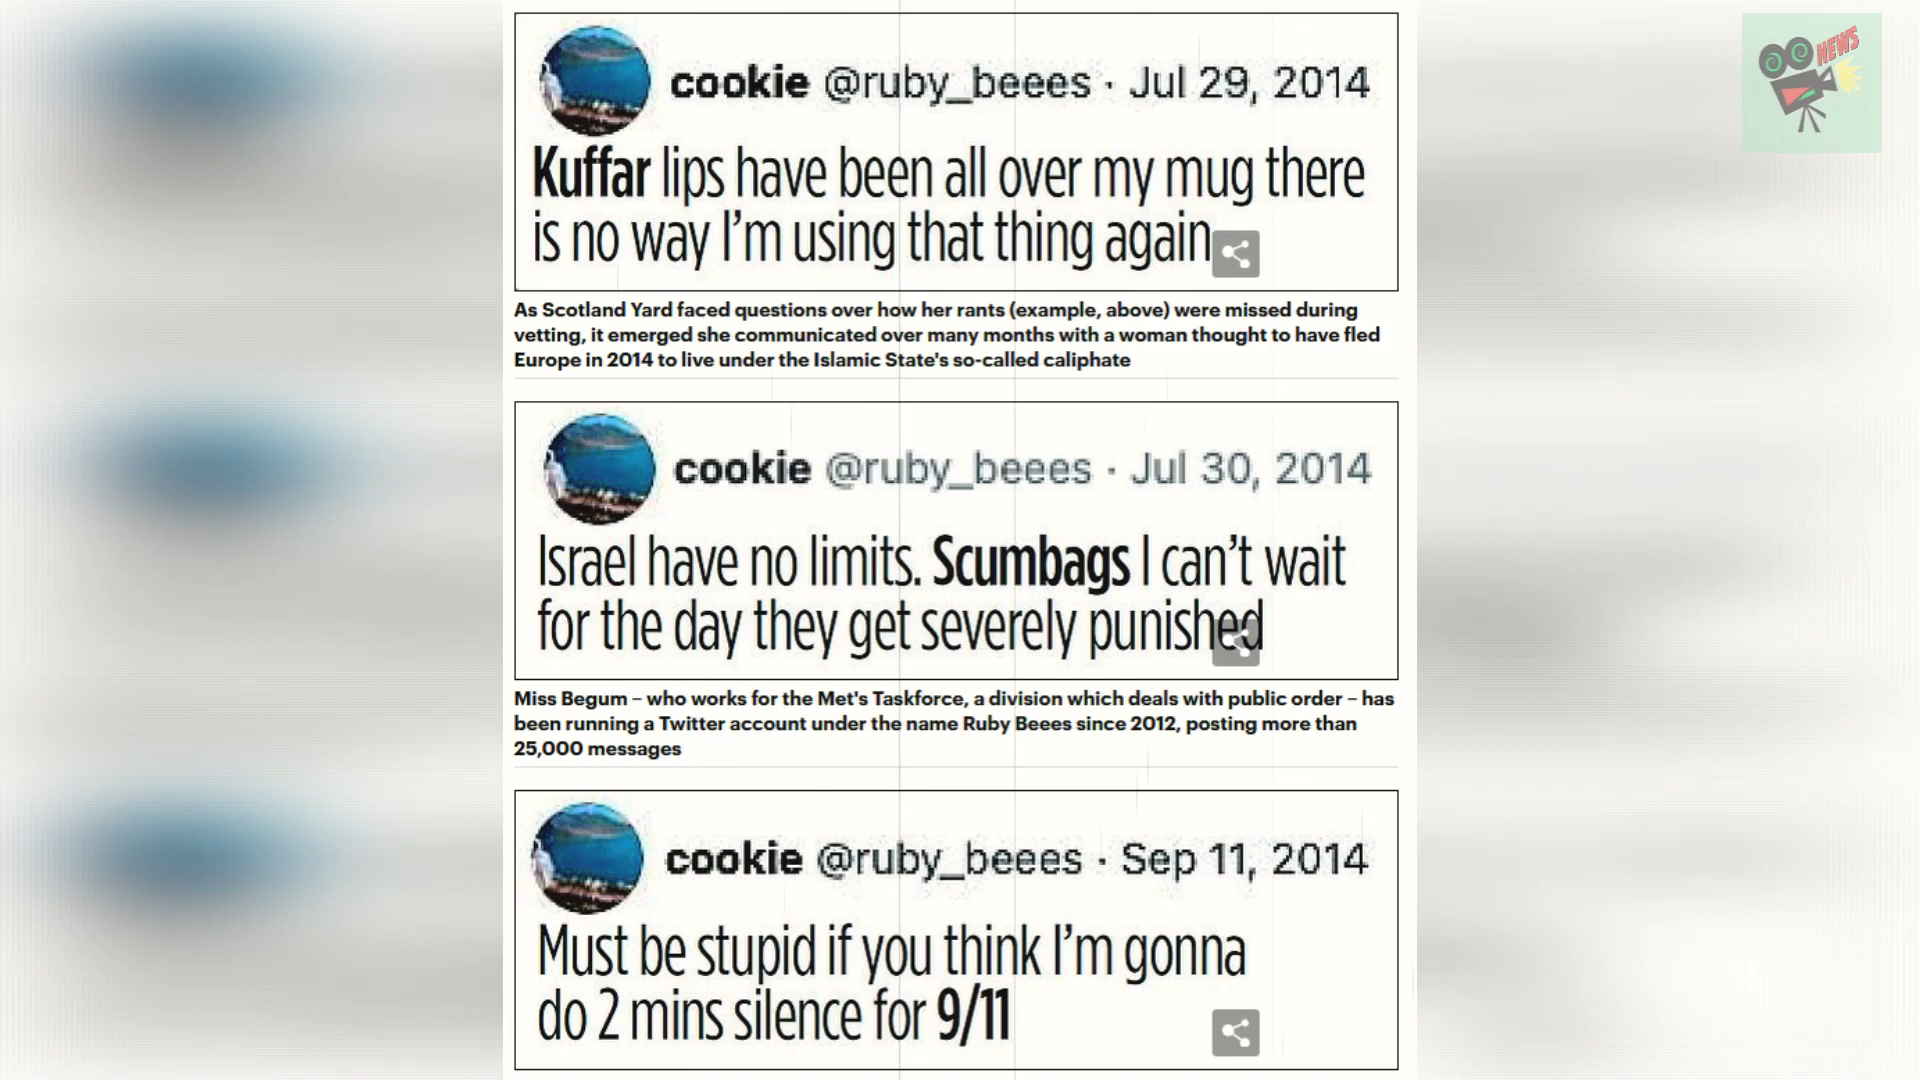 NEWS
cookie @ruby_beees · Jul 29, 2014
Kuffar lips have been all over my mug there
is no way I'm using that thing again
As Scotland Yard faced questions over how her rants (example, above) were missed during
vetting, it emerged she communicated over many months with a woman thought to have fled
Europe in 2014 to live under the Islamic State's so-called caliphate
cookie @ruby_beees · Jul 30, 2014
Israel have no limits. Scumbags I can't wait
for the day they get severely punished
Miss Begum – who works for the Met's Taskforce, a division which deals with public order – has
been running a Twitter account under the name Ruby Beees since 2012, posting more than
25,000 messages
cookie @ruby_beees · Sep 11, 2014
Must be stupid if you think I'm gonna
do 2 mins silence for 9/11